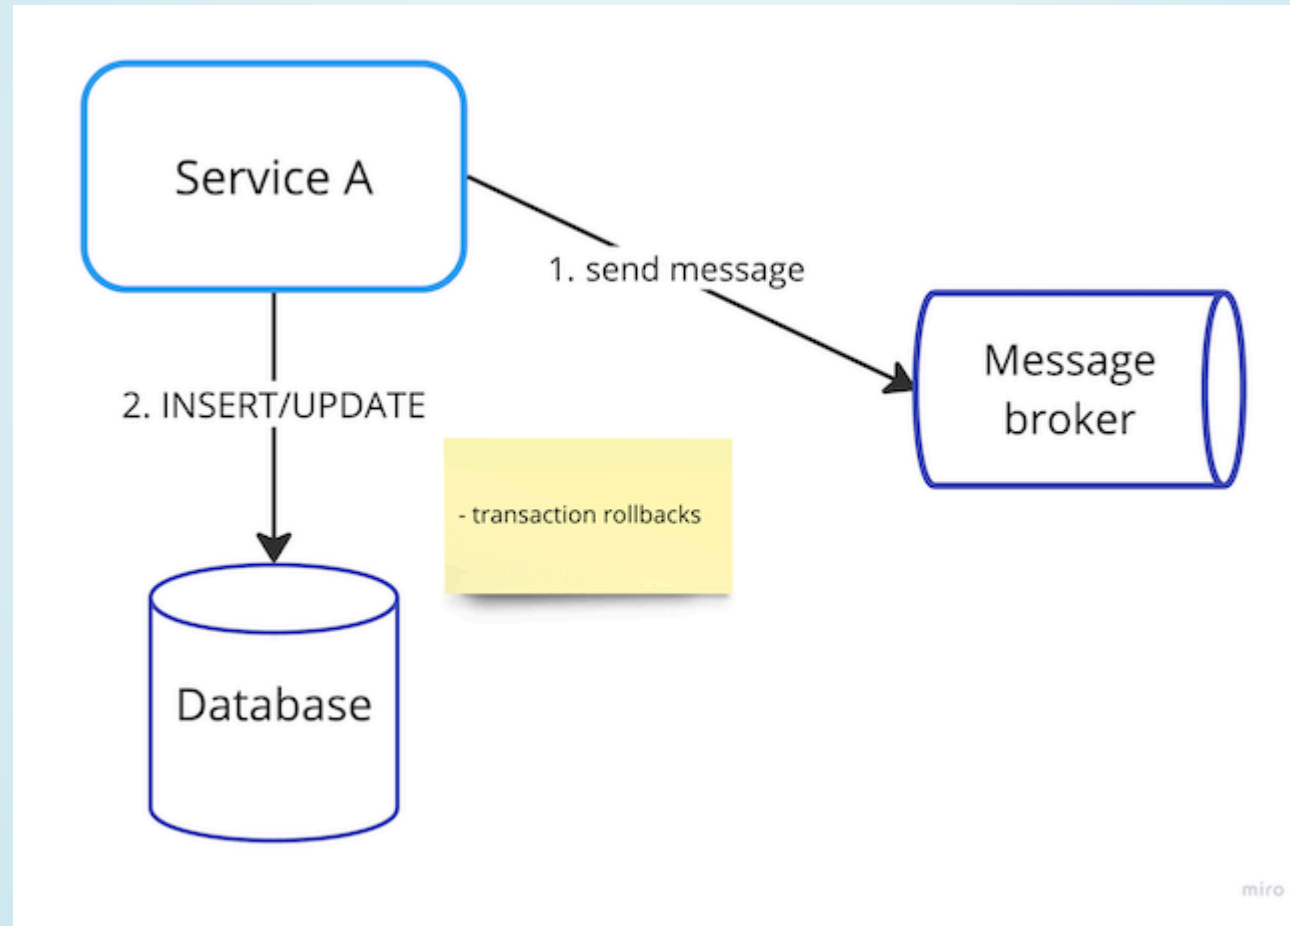 Service A
1. send message
Message
broker
2. INSERT/UPDATE
- transaction rollbacks
Database
miro